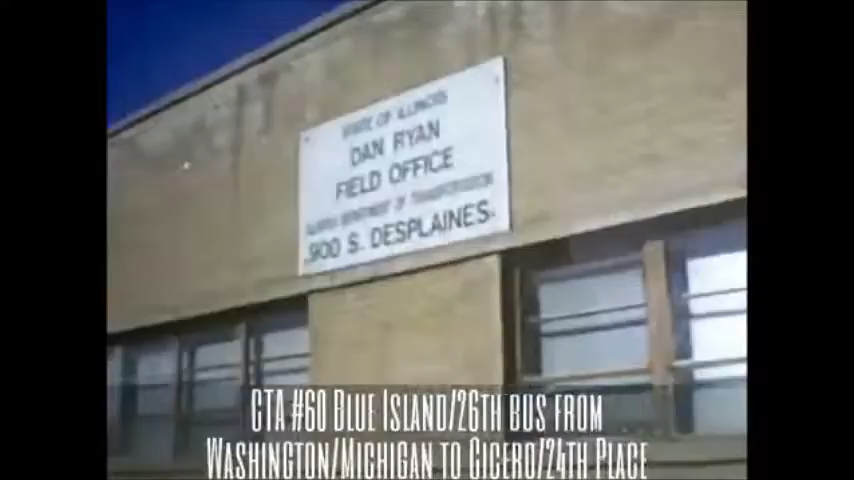 STATE OF ILLINOIS
DAN RYAN
FIELD OFFICE
ILLINOIS DEPARTMENT OF TRANSPORTATION
900 S. DESPLAINES
CTA #60 BLUE ISLAND/26TH BUS FROM
WASHINGTON/MICHIGAN TO CICERO/24TH PLACE